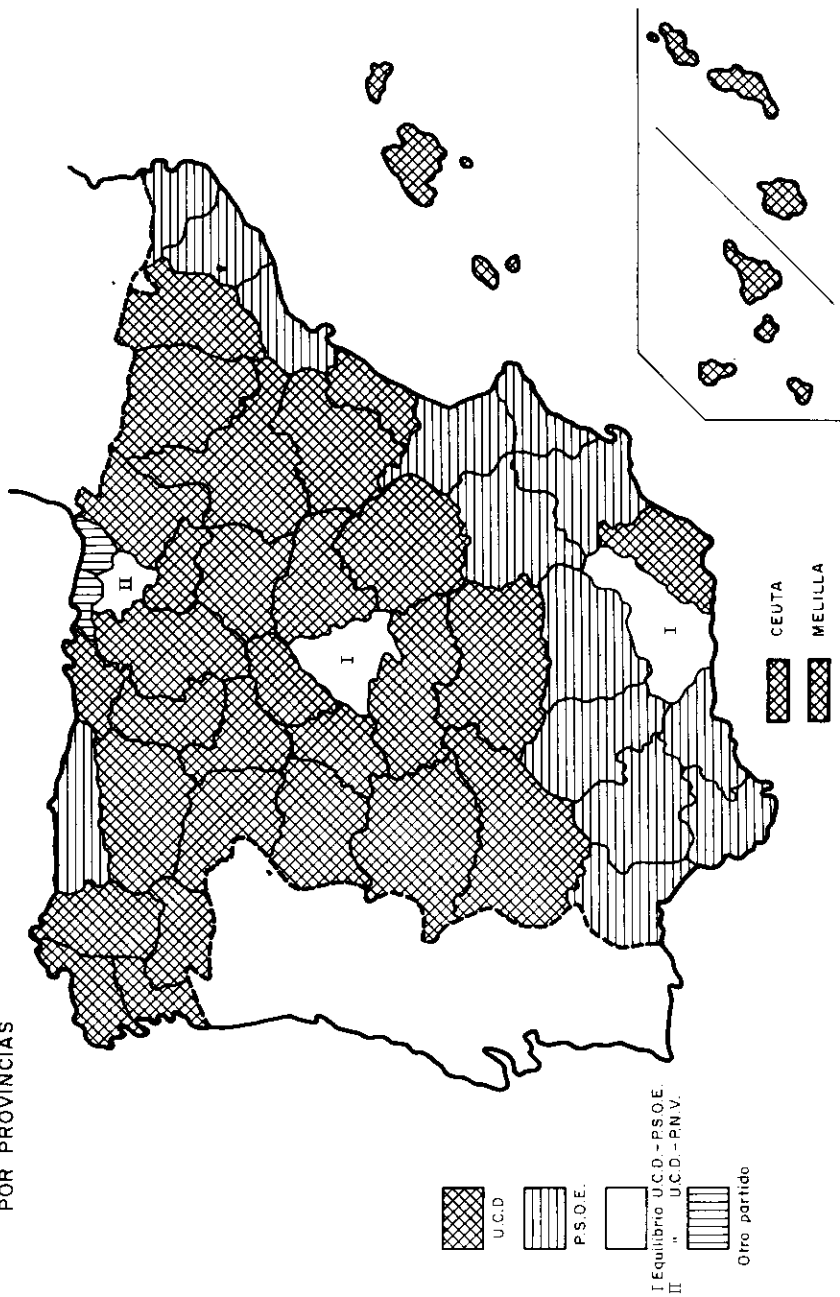 POR PROVINCIAS
II
I
I
CEUTA
MELILLA
U.C.D
P.S.O.E.
I Equilibrio U.C.D.-P.S.O.E.
II " U.C.D.-P.N.V.
Otro partido